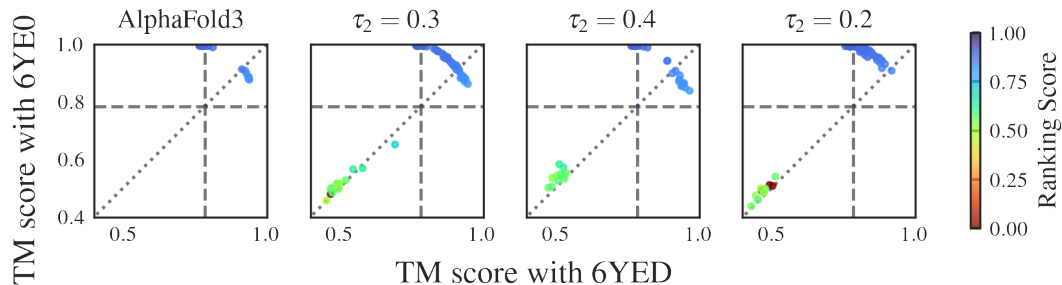 AlphaFold3
τ₂ = 0.3
τ₂ = 0.4
τ₂ = 0.2
TM score with 6YE0
1.0
0.8
0.6
0.4
0.5
1.0
0.5
1.0
0.5
1.0
0.5
1.0
TM score with 6YED
1.00
0.75
0.50
0.25
0.00
Ranking Score